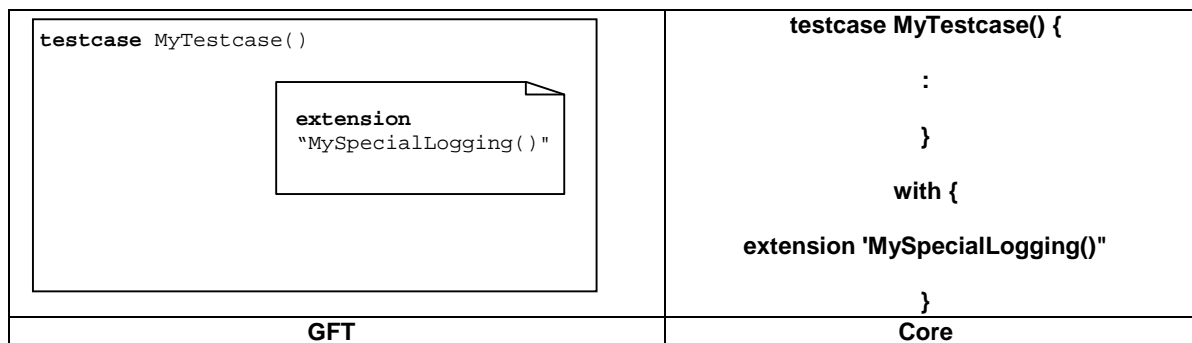 testcase MyTestcase()
extension
“MySpecialLogging()"
testcase MyTestcase() {
:
}
with {
extension 'MySpecialLogging()"
}
GFT
Core